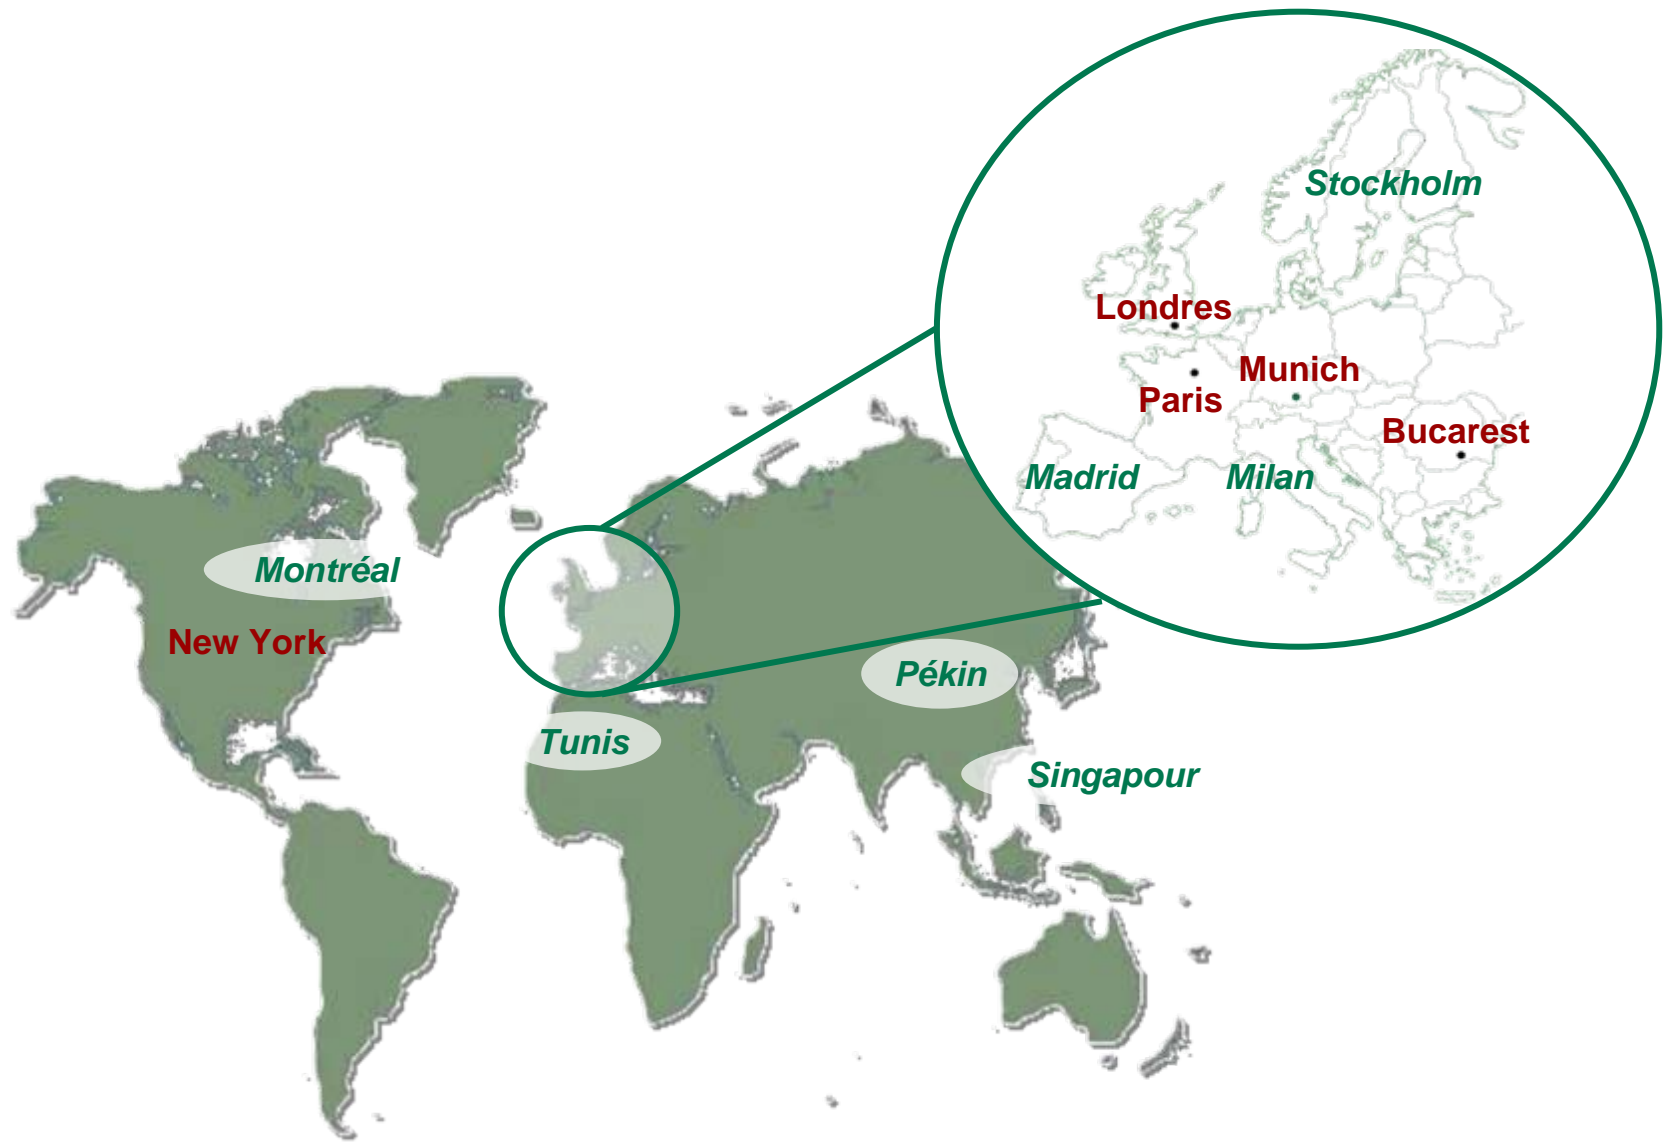 Stockholm
Londres
Munich
Paris
Bucarest
Madrid
Milan
Montréal
New York
Pékin
Tunis
Singapour